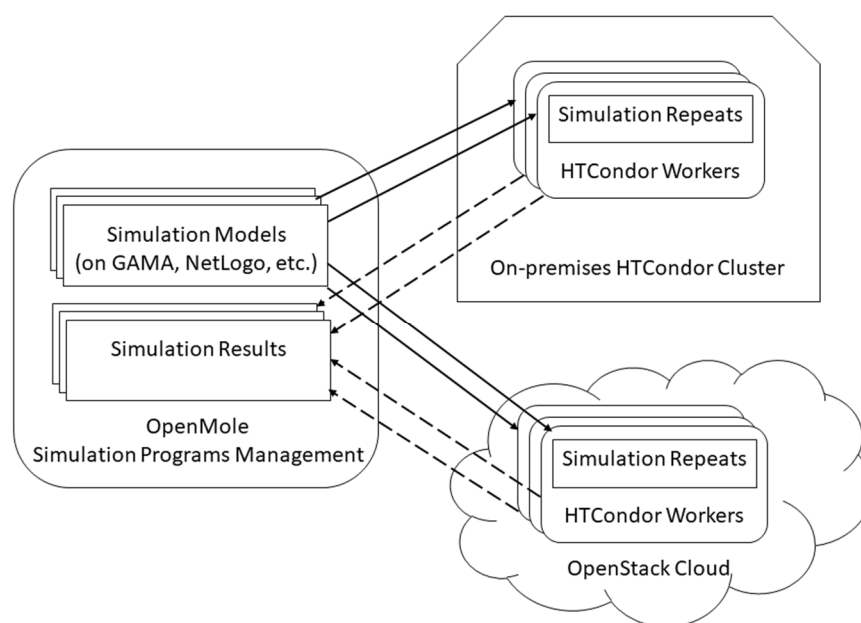 Simulation Models
(on GAMA, NetLogo, etc.)
Simulation Results
OpenMole
Simulation Programs Management
Simulation Repeats
HTCondor Workers
On-premises HTCondor Cluster
Simulation Repeats
HTCondor Workers
OpenStack Cloud